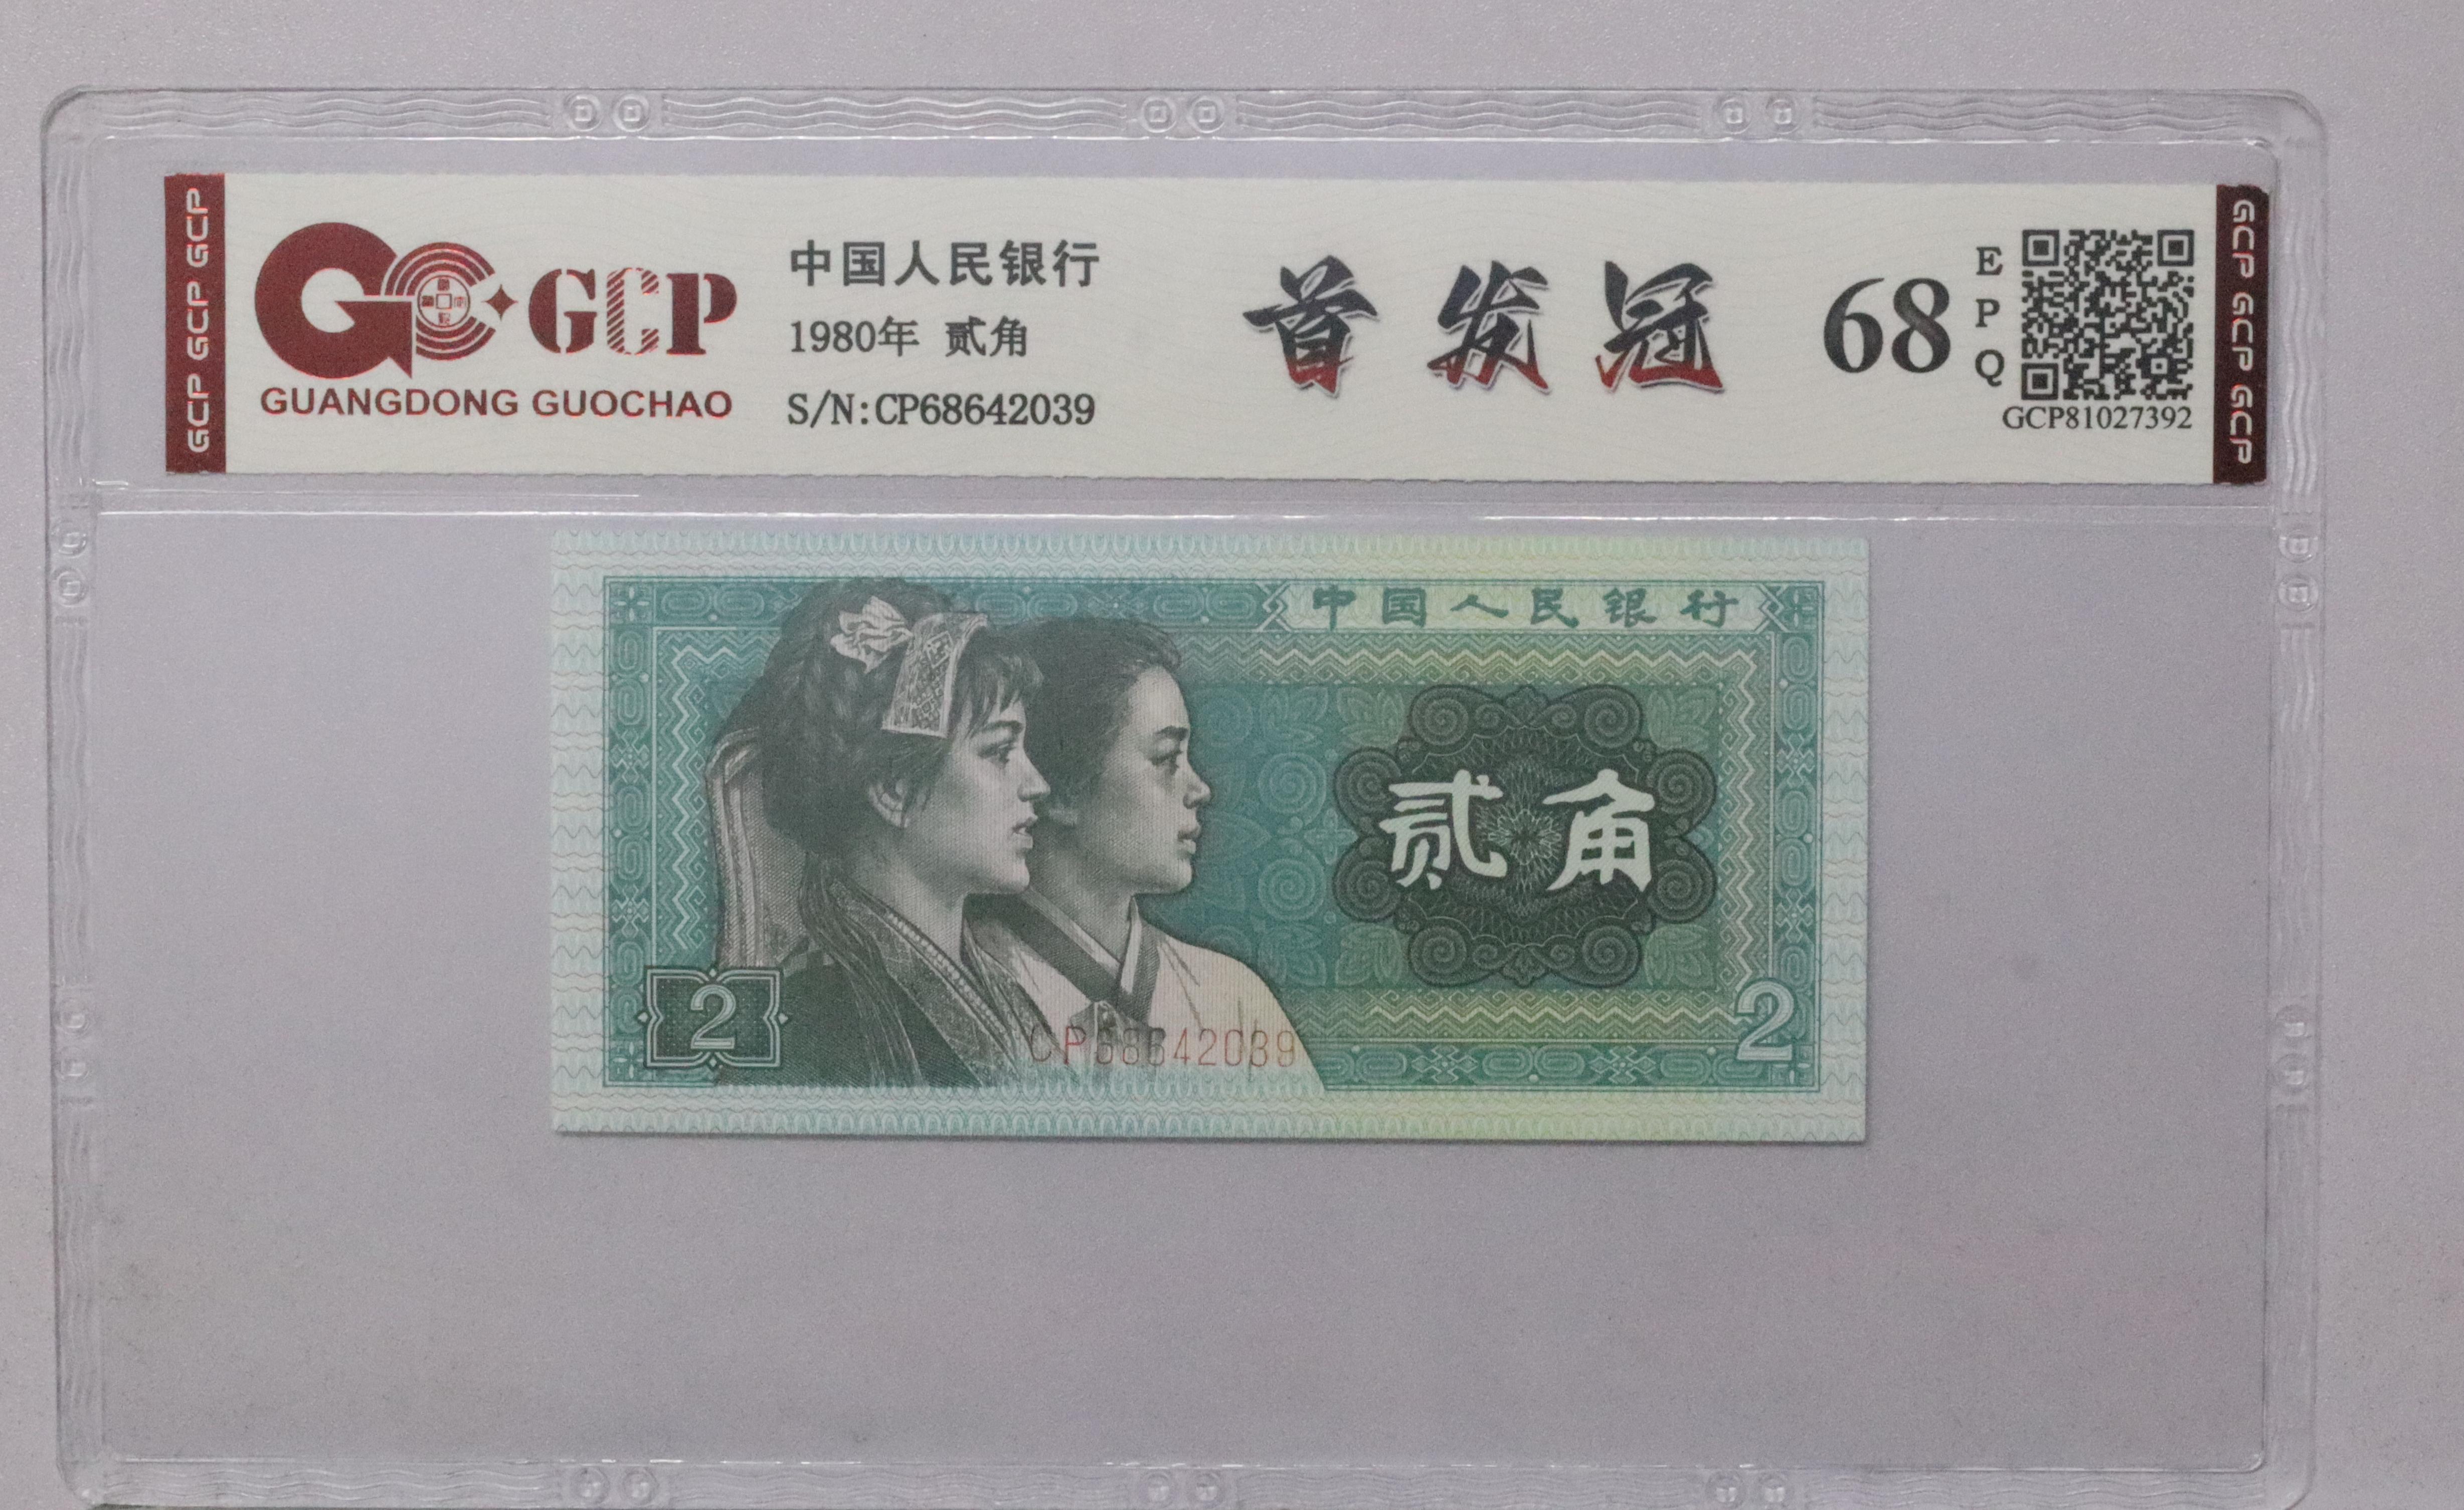 GCP GCP GCP
GCP
GUANGDONG GUOCHAO
中国人民银行
1980年 贰角
S/N:CP68642039
首发冠
68
EPQ
GCP81027392
GCP GCP GCP
中国人民银行
贰角
2
CP68642039
2